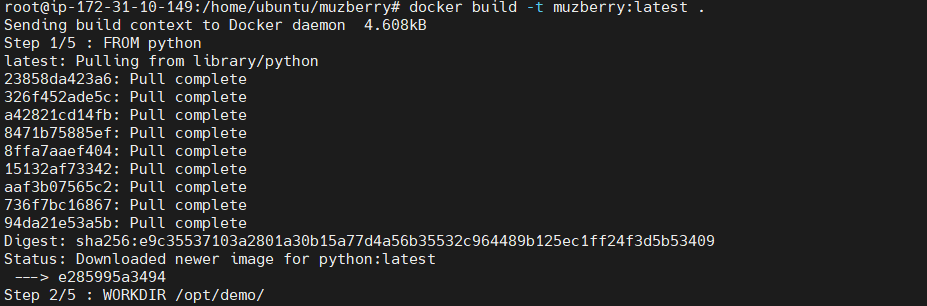 root@ip-172-31-10-149:/home/ubuntu/muzberry# docker build -t muzberry:latest .
Sending build context to Docker daemon  4.608kB
Step 1/5 : FROM python
latest: Pulling from library/python
23858da423a6: Pull complete
326f452ade5c: Pull complete
a42821cd14fb: Pull complete
8471b75885ef: Pull complete
8ffa7aaef404: Pull complete
15132af73342: Pull complete
aaf3b07565c2: Pull complete
736f7bc16867: Pull complete
94da21e53a5b: Pull complete
Digest: sha256:e9c35537103a2801a30b15a77d4a56b35532c964489b125ec1ff24f3d5b53409
Status: Downloaded newer image for python:latest
 ---> e285995a3494
Step 2/5 : WORKDIR /opt/demo/